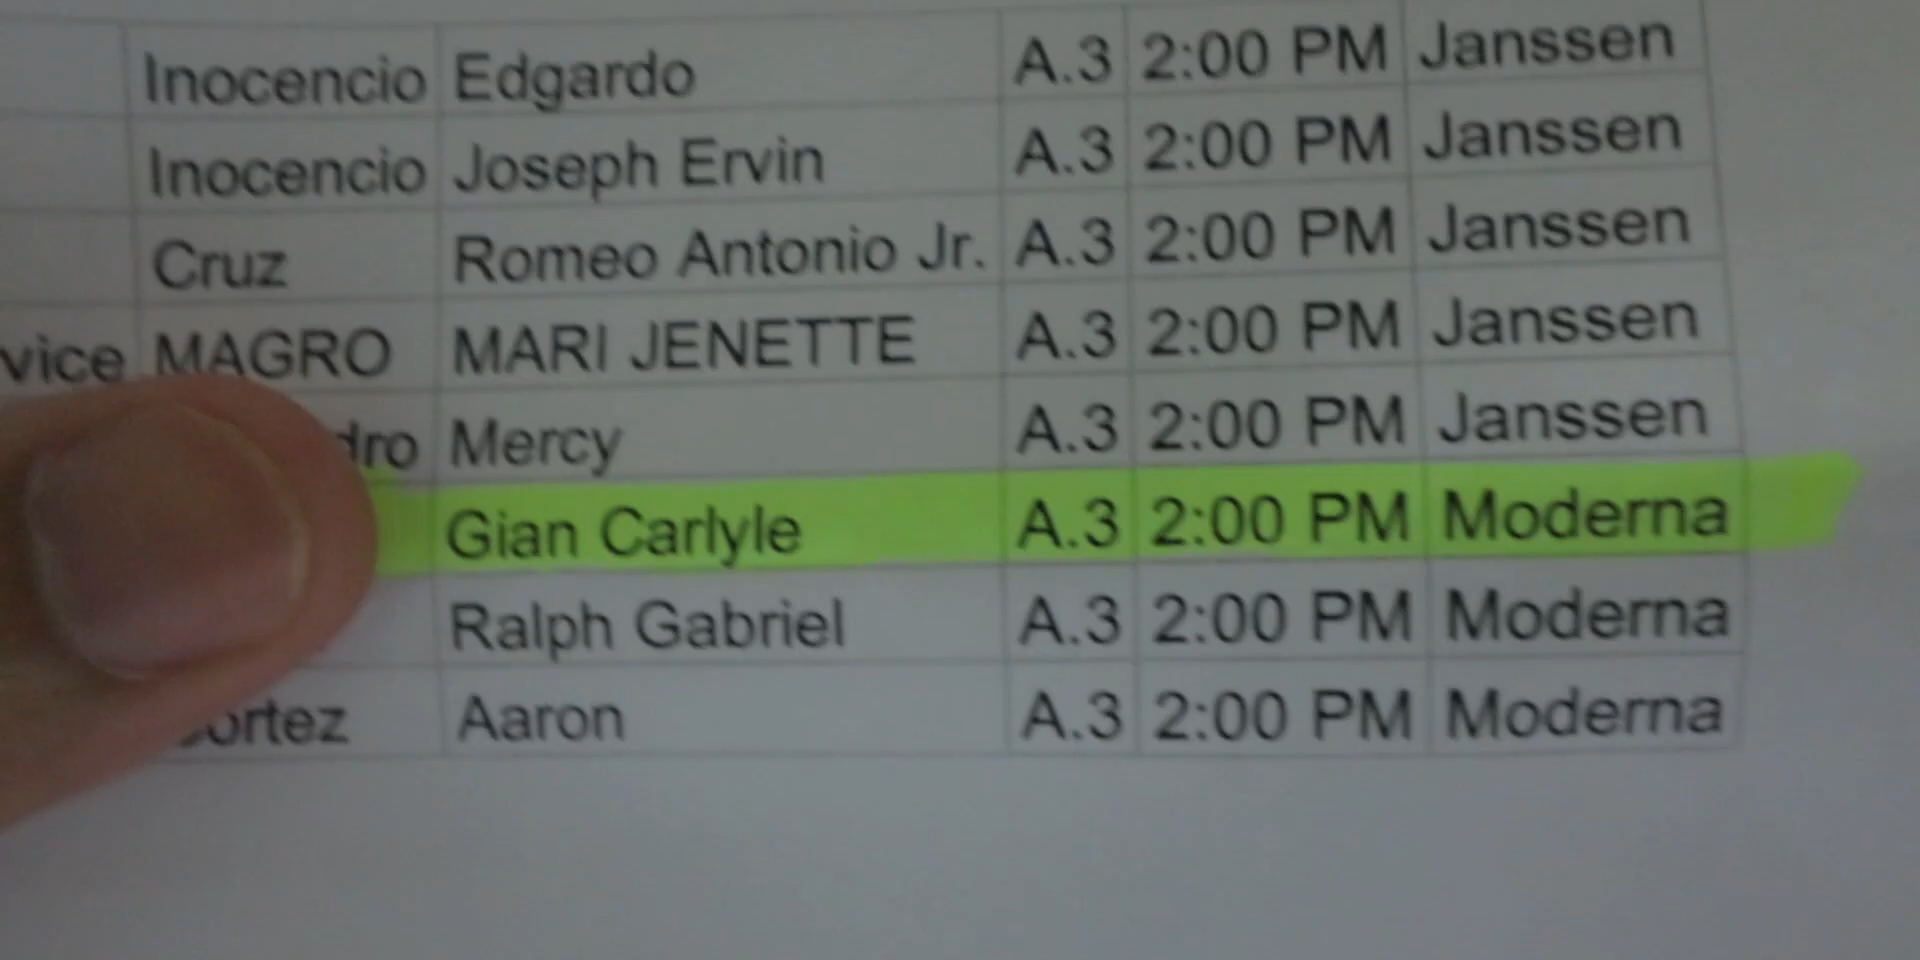 Inocencio Edgardo A.3 2:00 PM Janssen
Inocencio Joseph Ervin A.3 2:00 PM Janssen
Cruz Romeo Antonio Jr. A.3 2:00 PM Janssen
MAGRO MARI JENETTE A.3 2:00 PM Janssen
Mercy A.3 2:00 PM Janssen
Gian Carlyle A.3 2:00 PM Moderna
Ralph Gabriel A.3 2:00 PM Moderna
Aaron A.3 2:00 PM Moderna